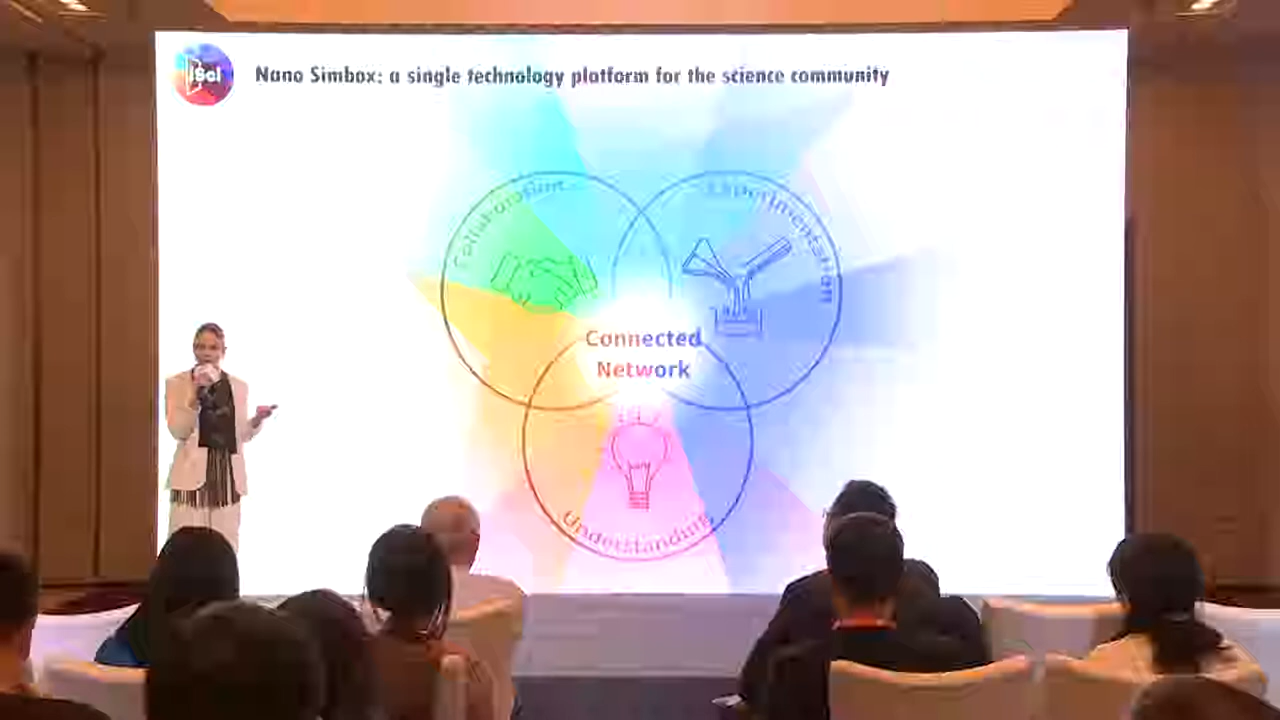 iSci
Nano Simbox: a single technology platform for the science community
Collaboration
Experimentation
Connected
Network
Understanding